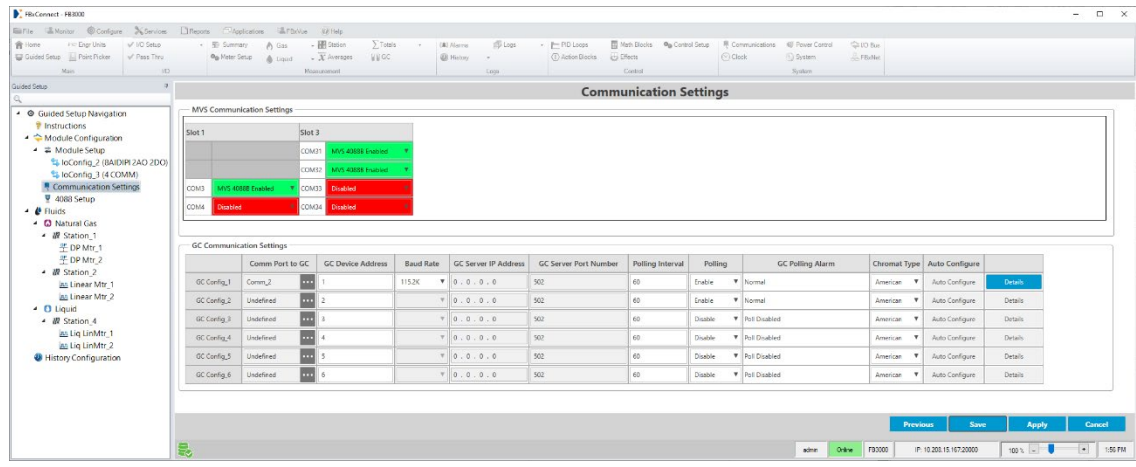 FBxConnect - FB3000
File Monitor Configure Services Reports Applications FBxVue Help
Home Engr Units I/O Setup Summary Gas Station Totals Alarms Logs PID Loops Math Blocks Control Setup Communications Power Control I/O Bus
Guided Setup Point Picker Pass Thru Meter Setup Liquid Averages GC History Action Blocks Effects Clock System FBxNet
Main I/O Measurement Logs Control System
Guided Setup
Communication Settings
Guided Setup Navigation
Instructions
Module Configuration
Module Setup
IoConfig_2 (8AIDIPI 2AO 2DO)
IoConfig_3 (4 COMM)
Communication Settings
4088 Setup
Fluids
Natural Gas
Station_1
DP Mtr_1
DP Mtr_2
Station_2
Linear Mtr_1
Linear Mtr_2
Liquid
Station_4
Liq LinMtr_1
Liq LinMtr_2
History Configuration
MVS Communication Settings
Slot 1 Slot 3
COM31 MVS 4088B Enabled
COM32 MVS 4088B Enabled
COM3 MVS 4088B Enabled COM33 Disabled
COM4 Disabled COM34 Disabled
GC Communication Settings
Comm Port to GC GC Device Address Baud Rate GC Server IP Address GC Server Port Number Polling Interval Polling GC Polling Alarm Chromat Type Auto Configure
GC Config_1 Comm_2 ... 1 115.2K 0 . 0 . 0 . 0 502 60 Enable Normal American Auto Configure Details
GC Config_2 Undefined ... 2 0 . 0 . 0 . 0 502 60 Enable Normal American Auto Configure Details
GC Config_3 Undefined ... 3 0 . 0 . 0 . 0 502 60 Disable Poll Disabled American Auto Configure Details
GC Config_4 Undefined ... 4 0 . 0 . 0 . 0 502 60 Disable Poll Disabled American Auto Configure Details
GC Config_5 Undefined ... 5 0 . 0 . 0 . 0 502 60 Disable Poll Disabled American Auto Configure Details
GC Config_6 Undefined ... 6 0 . 0 . 0 . 0 502 60 Disable Poll Disabled American Auto Configure Details
Previous Save Apply Cancel
admin Online FB3000 IP: 10.200.15.167:20000 100 % - + 1:56 PM